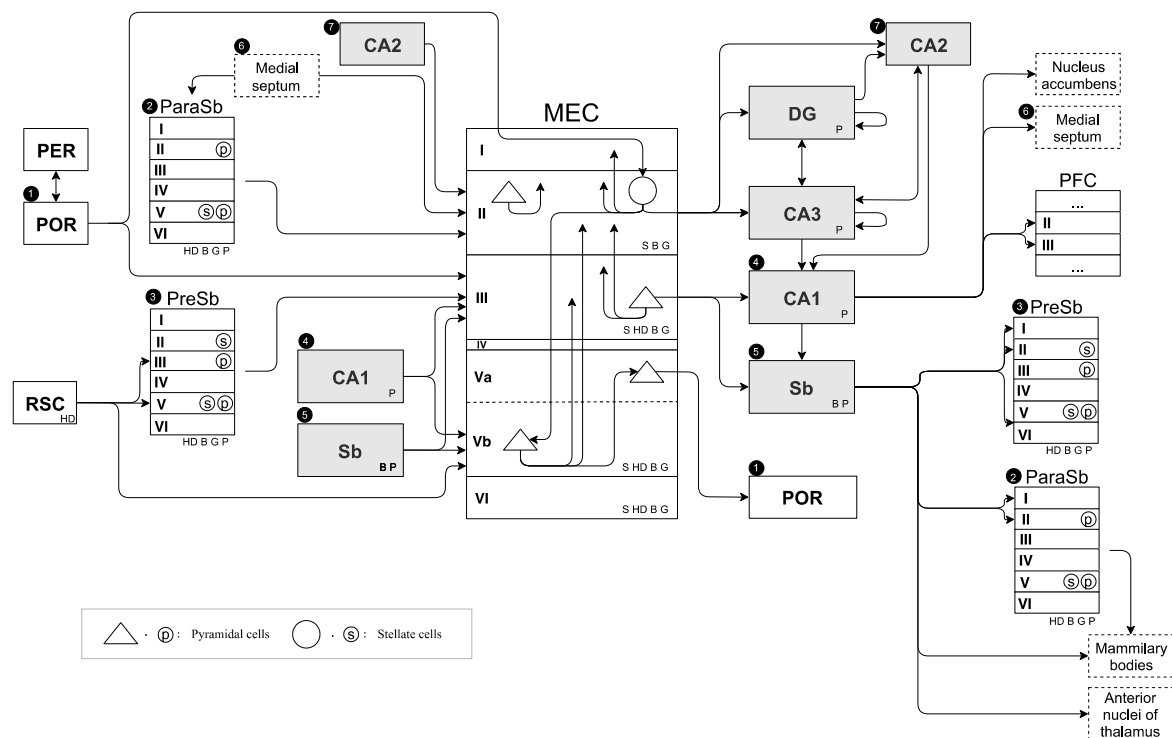 7
CA2
6
Medial
septum
2 ParaSb
I
II p
III
IV
V s p
VI
HD B G P
PER
1
POR
3 PreSb
I
II s
III p
IV
V s p
VI
HD B G P
RSC
HD
4
CA1
P
5
Sb
B P
MEC
I
II
S B G
III
S HD B G
IV
Va
Vb
S HD B G
VI
S HD B G
7
CA2
DG
P
CA3
P
4
CA1
P
5
Sb
B P
1
POR
Nucleus
accumbens
6
Medial
septum
PFC
...
II
III
...
3
PreSb
I
II s
III p
IV
V s p
VI
HD B G P
2 ParaSb
I
II p
III
IV
V s p
VI
HD B G P
Mammilary
bodies
Anterior
nuclei of
thalamus
· p : Pyramidal cells · s : Stellate cells